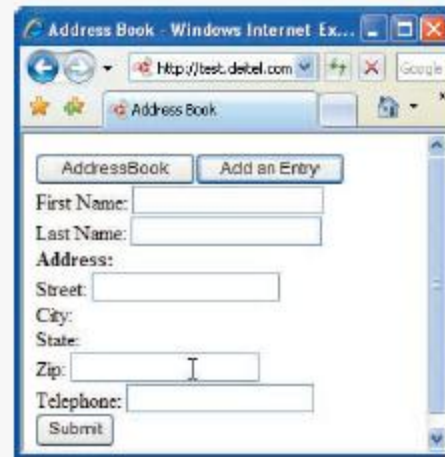 Address Book - Windows Internet Ex...
http://test.deitel.com
Google
Address Book
AddressBook Add an Entry
First Name:
Last Name:
Address:
Street:
City:
State:
Zip:
Telephone:
Submit